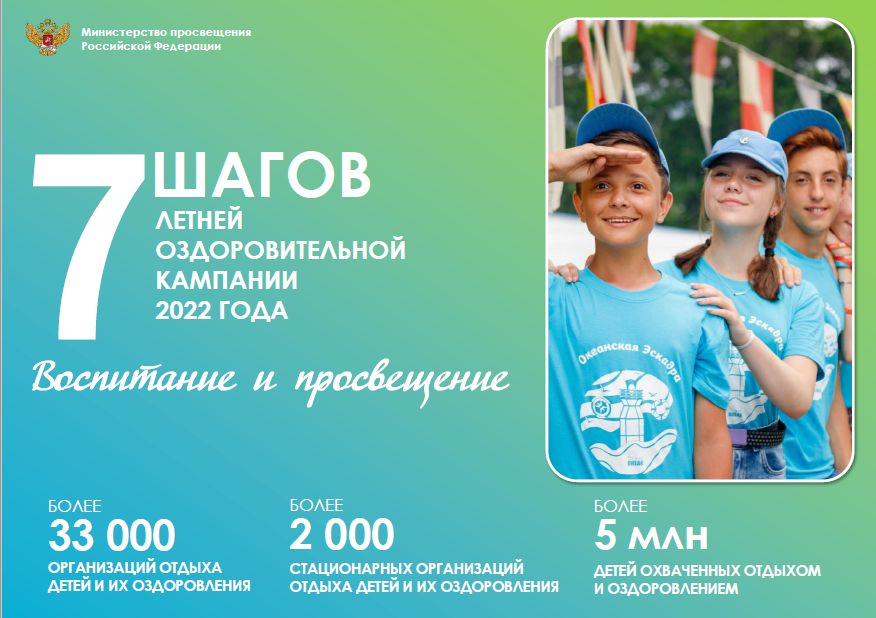 Министерство просвещения
Российской Федерации
7 ШАГОВ
ЛЕТНЕЙ
ОЗДОРОВИТЕЛЬНОЙ
КАМПАНИИ
2022 ГОДА
Воспитание и просвещение
Океанская Эскадра
БОЛЕЕ
33 000
ОРГАНИЗАЦИЙ ОТДЫХА
ДЕТЕЙ И ИХ ОЗДОРОВЛЕНИЯ
БОЛЕЕ
2 000
СТАЦИОНАРНЫХ ОРГАНИЗАЦИЙ
ОТДЫХА ДЕТЕЙ И ИХ ОЗДОРОВЛЕНИЯ
БОЛЕЕ
5 млн
ДЕТЕЙ ОХВАЧЕННЫХ ОТДЫХОМ
И ОЗДОРОВЛЕНИЕМ